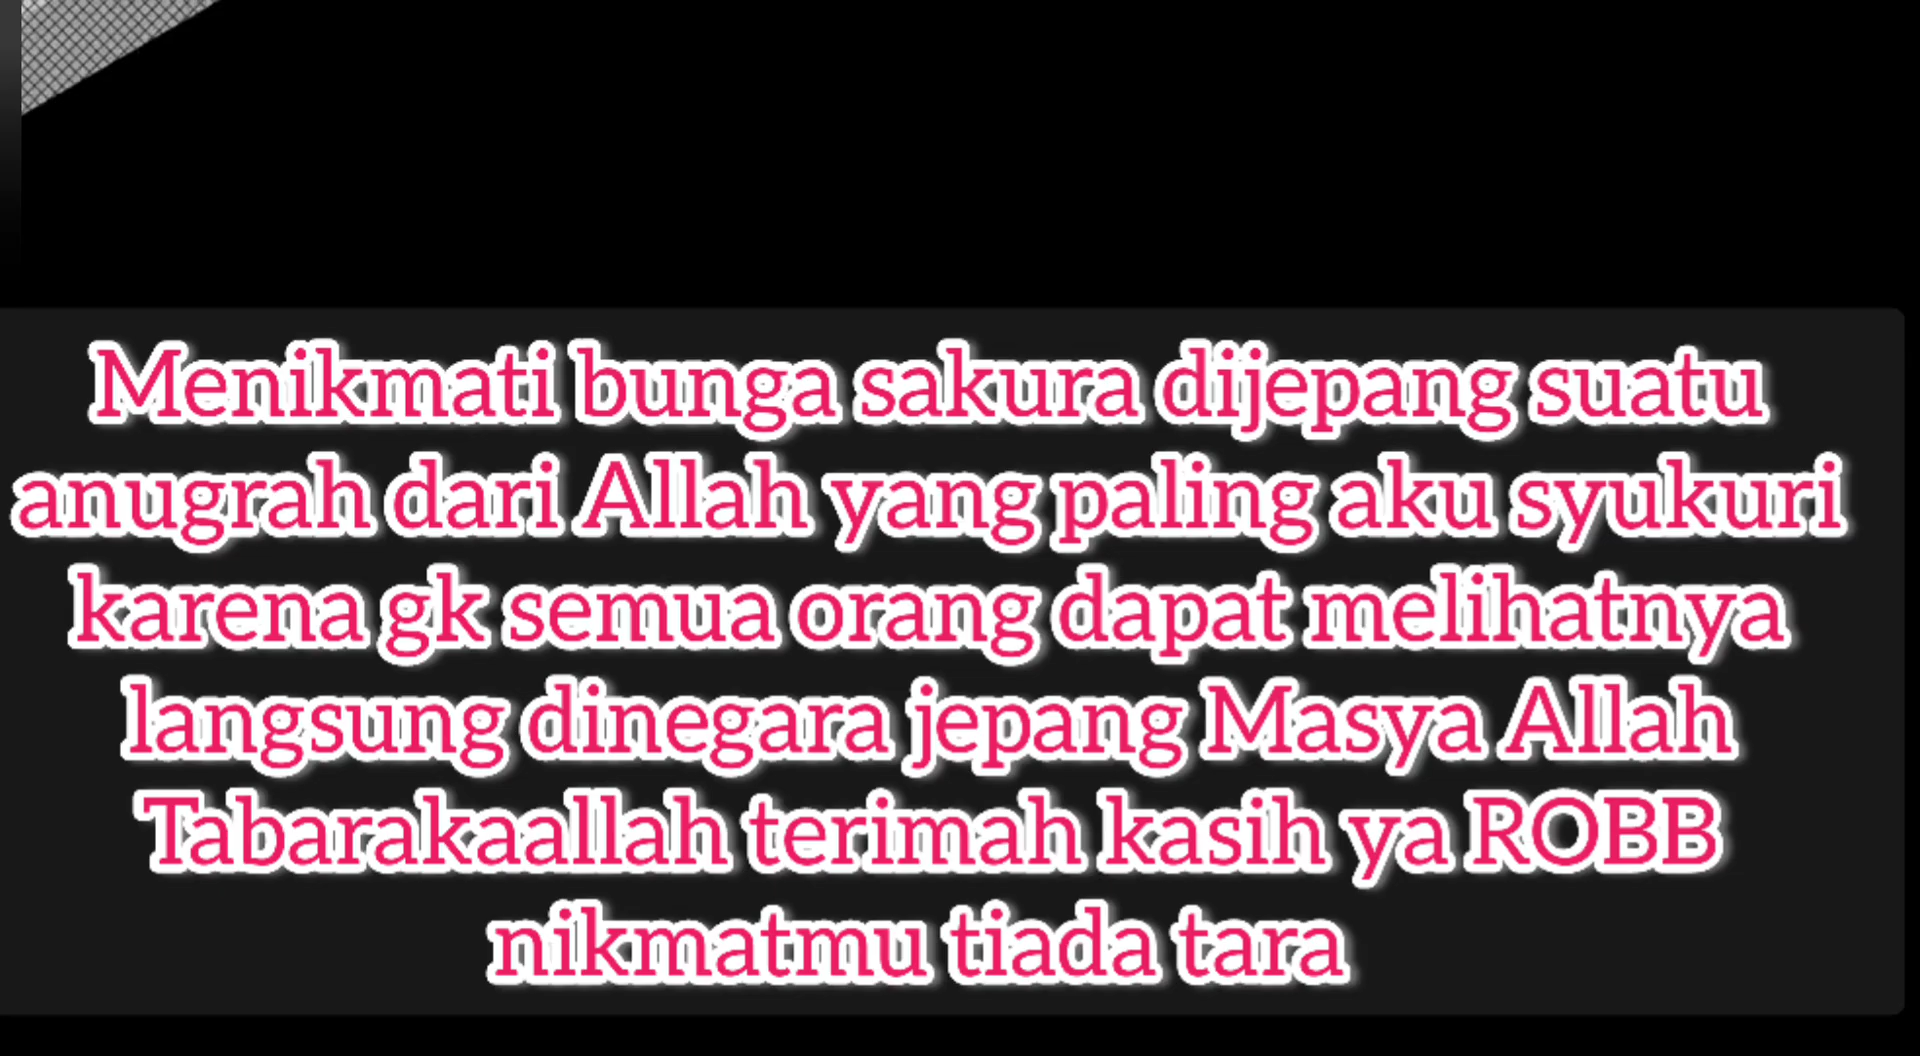 Menikmati bunga sakura dijepang suatu
anugrah dari Allah yang paling aku syukuri
karena gk semua orang dapat melihatnya
langsung dinegara jepang Masya Allah
Tabarakaallah terimah kasih ya ROBB
nikmatmu tiada tara